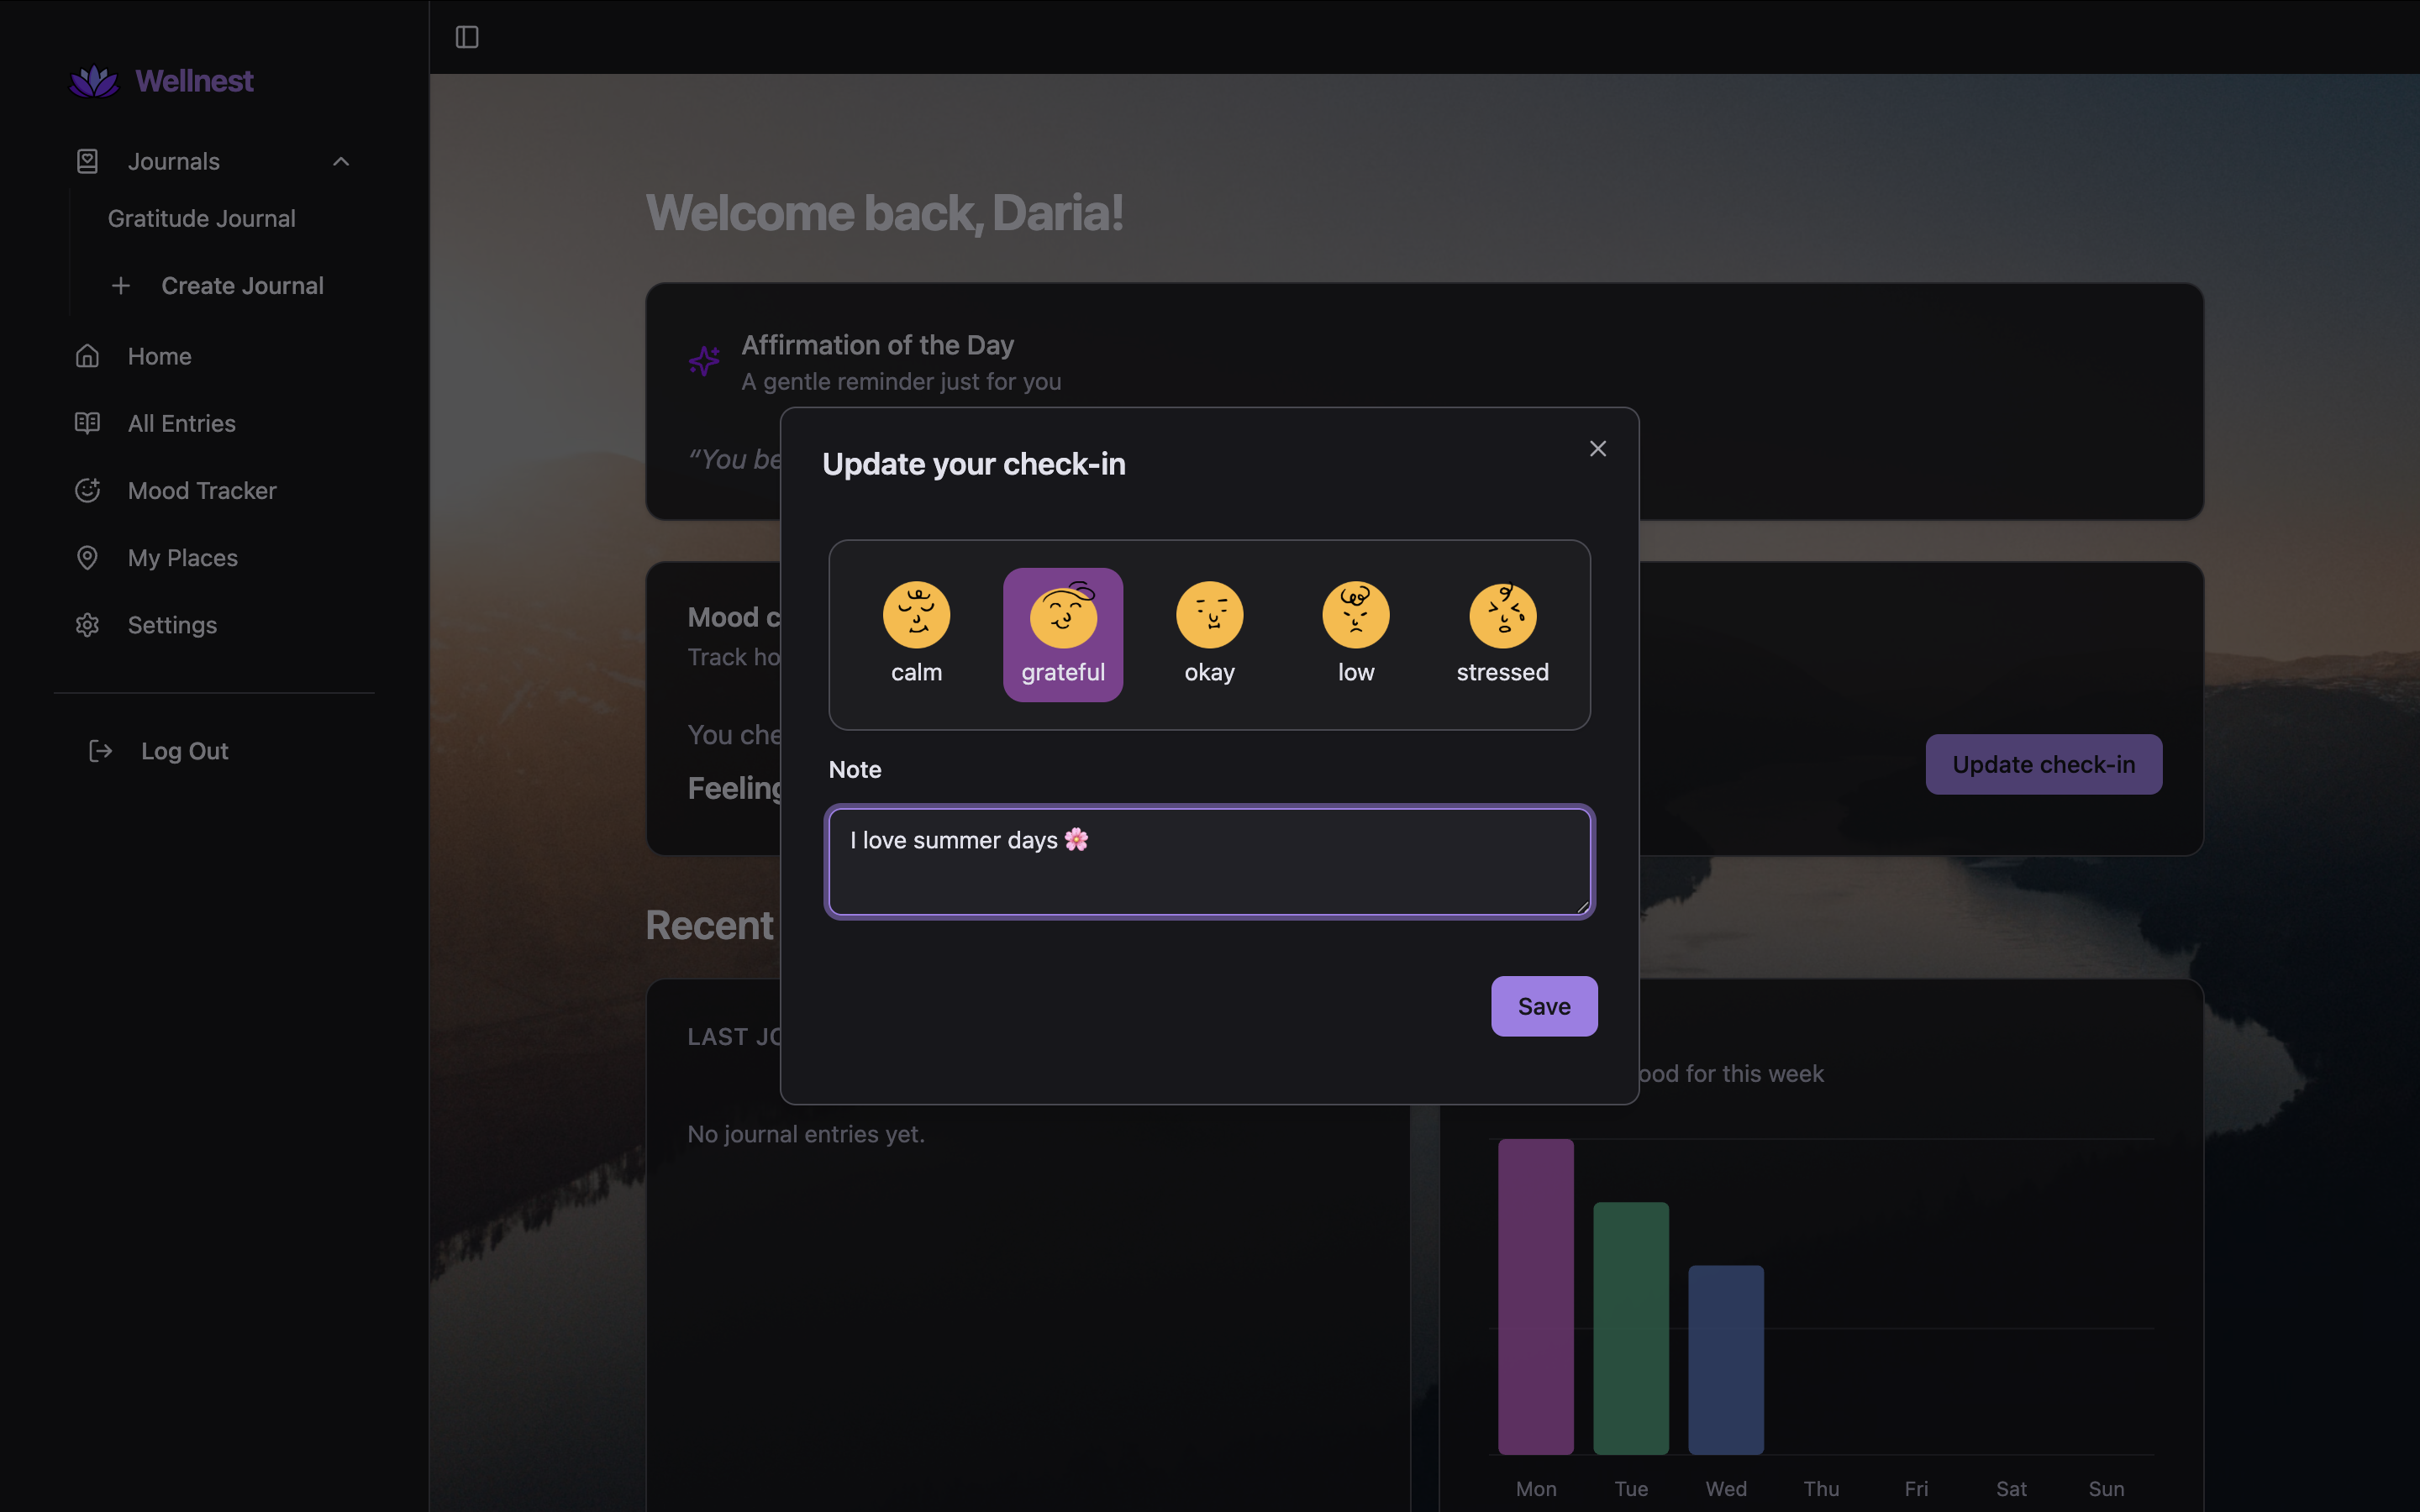 Wellnest
Journals
Gratitude Journal
Create Journal
Home
All Entries
Mood Tracker
My Places
Settings
Log Out
Welcome back, Daria!
Affirmation of the Day
A gentle reminder just for you
“You be
Mood c
Track ho
You che
Feeling
Update check-in
Recent
LAST JO
No journal entries yet.
ood for this week
Mon Tue Wed Thu Fri Sat Sun
Update your check-in
calm grateful okay low stressed
Note
I love summer days 🌸
Save